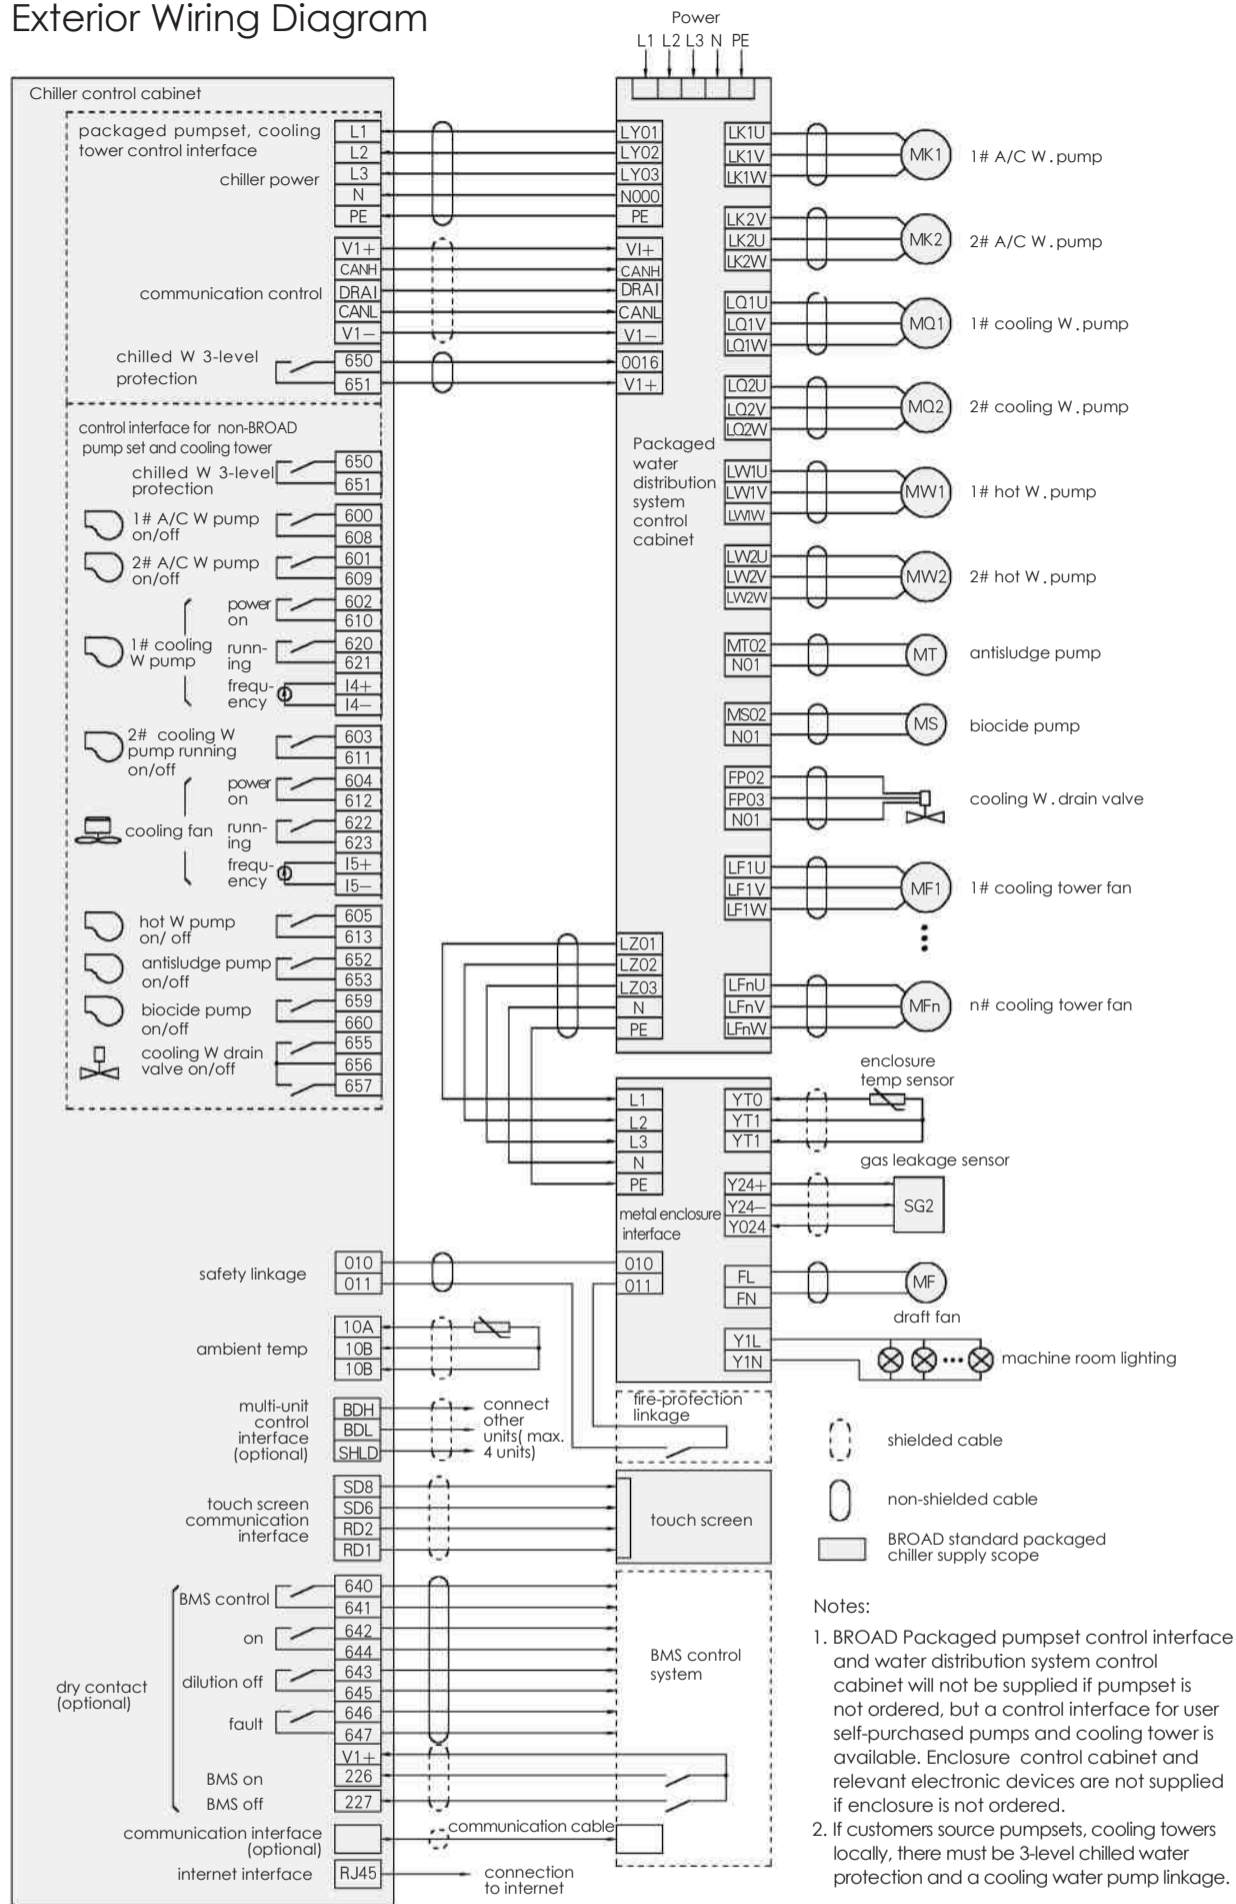 Exterior Wiring Diagram
Power
L1 L2 L3 N PE
Chiller control cabinet
packaged pumpset, cooling
tower control interface
chiller power
L1
L2
L3
N
PE
communication control
V1+
CANH
DRAI
CANL
V1−
chilled W 3-level
protection
650
651
control interface for non-BROAD
pump set and cooling tower
chilled W 3-level
protection
650
651
1# A/C W pump
on/off
600
608
2# A/C W pump
on/off
601
609
1# cooling
W pump
power
on
602
610
runn-
ing
620
621
frequ-
ency
I4+
I4−
2# cooling W
pump running
on/off
603
611
cooling fan
power
on
604
612
runn-
ing
622
623
frequ-
ency
I5+
I5−
hot W pump
on/ off
605
613
antisludge pump
on/off
652
653
biocide pump
on/off
659
660
cooling W drain
valve on/off
655
656
657
safety linkage
010
011
ambient temp
10A
10B
10B
multi-unit
control
interface
(optional)
BDH
BDL
SHLD
connect
other
units( max.
4 units)
touch screen
communication
interface
SD8
SD6
RD2
RD1
dry contact
(optional)
BMS control
640
641
on
642
644
dilution off
643
645
fault
646
647
V1+
BMS on
226
BMS off
227
communication interface
(optional)
communication cable
internet interface
RJ45
connection
to internet
LY01
LY02
LY03
N000
PE
VI+
CANH
DRAI
CANL
V1−
0016
V1+
Packaged
water
distribution
system
control
cabinet
LZ01
LZ02
LZ03
N
PE
LK1U
LK1V
LK1W
MK1
1# A/C W. pump
LK2V
LK2U
LK2W
MK2
2# A/C W. pump
LQ1U
LQ1V
LQ1W
MQ1
1# cooling W. pump
LQ2U
LQ2V
LQ2W
MQ2
2# cooling W. pump
LW1U
LW1V
LW1W
MW1
1# hot W. pump
LW2U
LW2V
LW2W
MW2
2# hot W. pump
MT02
N01
MT
antisludge pump
MS02
N01
MS
biocide pump
FP02
FP03
N01
cooling W. drain valve
LF1U
LF1V
LF1W
MF1
1# cooling tower fan
LFnU
LFnV
LFnW
MFn
n# cooling tower fan
L1
L2
L3
N
PE
metal enclosure
interface
010
011
enclosure
temp sensor
YT0
YT1
YT1
gas leakage sensor
Y24+
Y24−
Y024
SG2
FL
FN
MF
draft fan
Y1L
Y1N
machine room lighting
fire-protection
linkage
touch screen
BMS control
system
shielded cable
non-shielded cable
BROAD standard packaged
chiller supply scope
Notes:
1. BROAD Packaged pumpset control interface
and water distribution system control
cabinet will not be supplied if pumpset is
not ordered, but a control interface for user
self-purchased pumps and cooling tower is
available. Enclosure control cabinet and
relevant electronic devices are not supplied
if enclosure is not ordered.
2. If customers source pumpsets, cooling towers
locally, there must be 3-level chilled water
protection and a cooling water pump linkage.